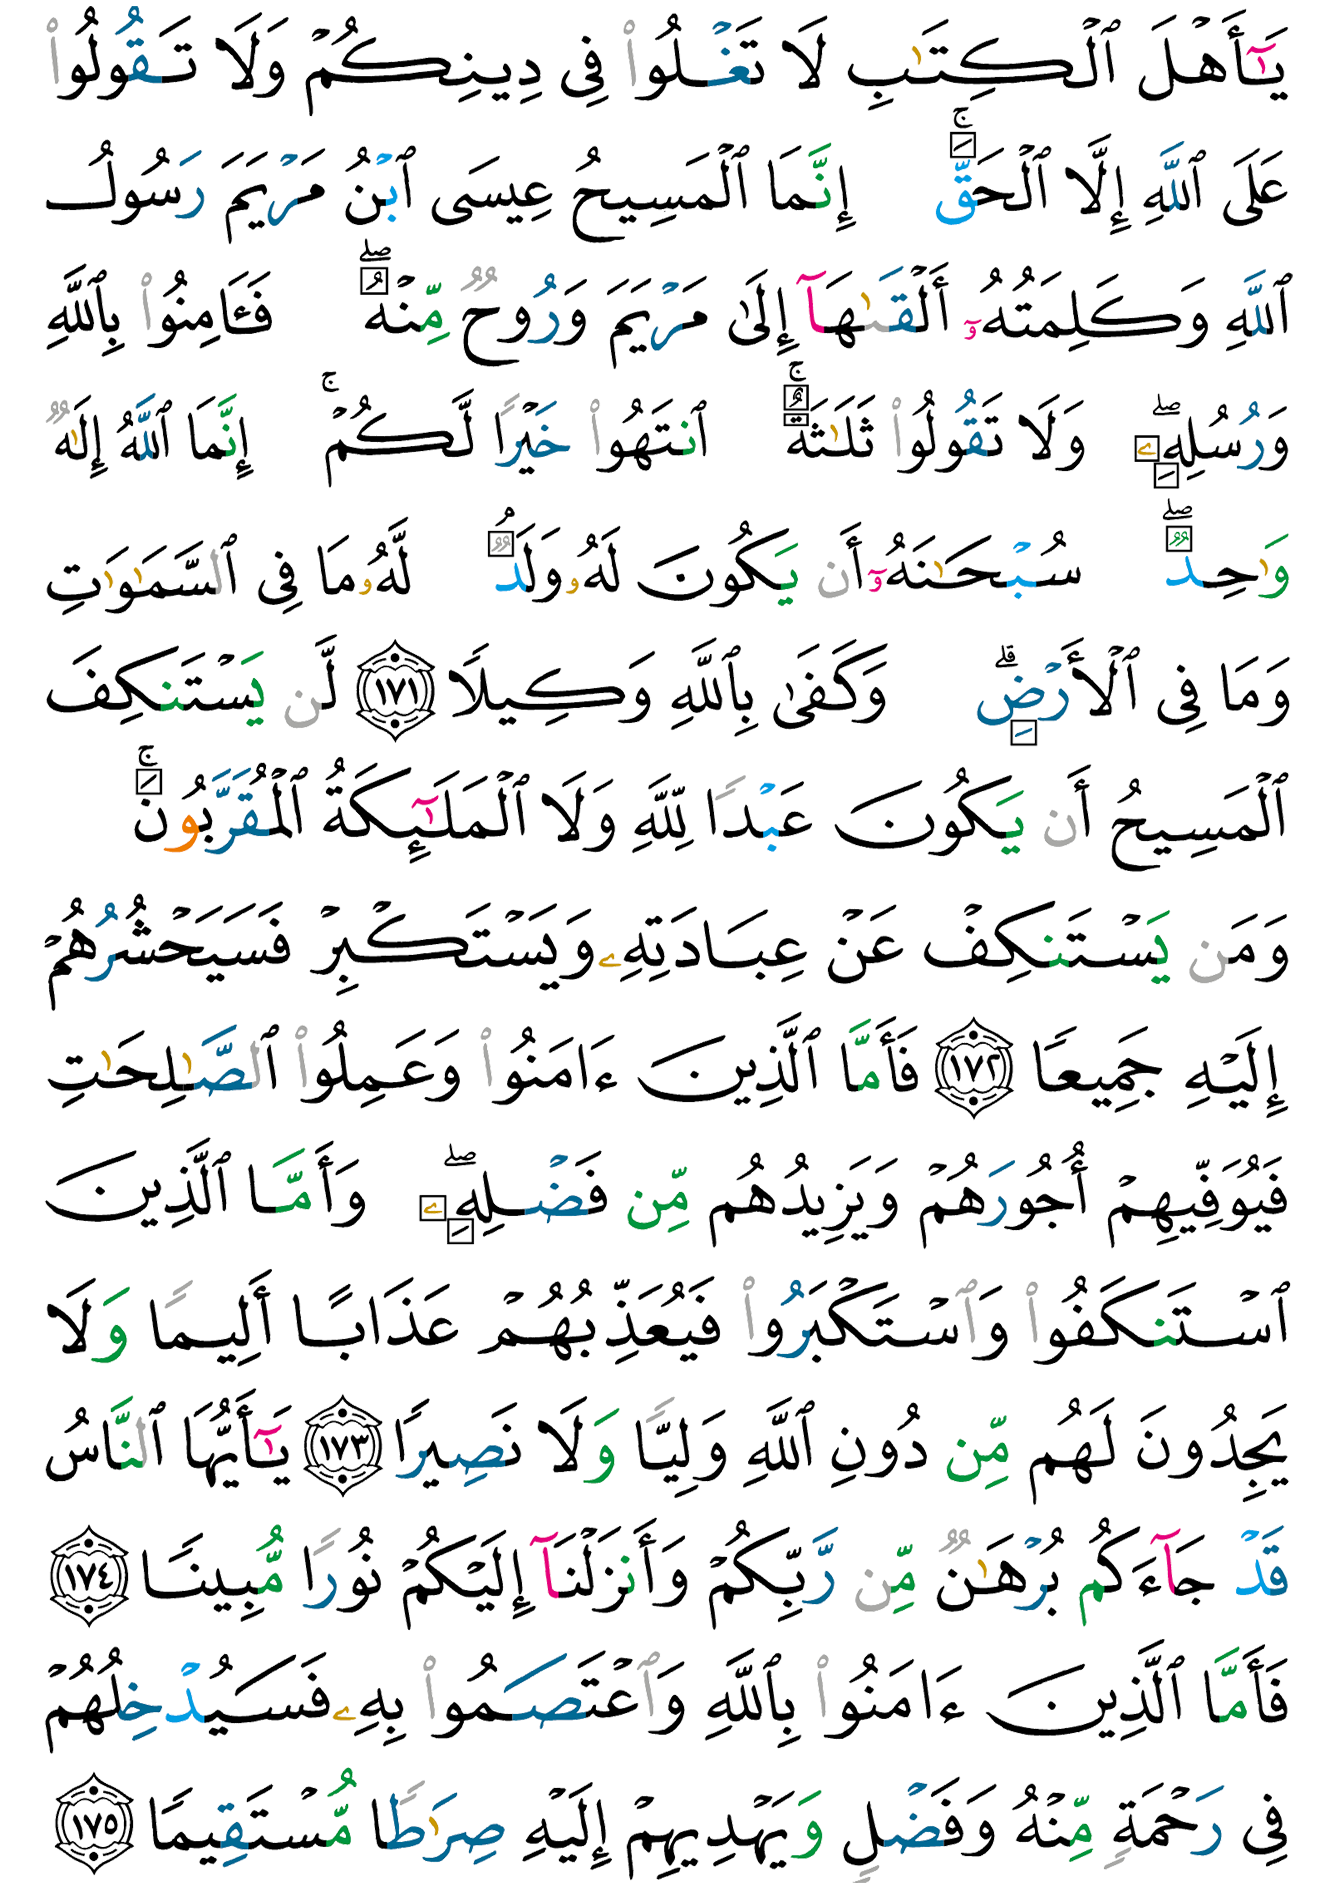 يَـٰٓأَهْلَ ٱلْكِتَـٰبِ لَا تَغْلُوا۟ فِى دِينِكُمْ وَلَا تَقُولُوا۟
عَلَى ٱللَّهِ إِلَّا ٱلْحَقِّ ۚ إِنَّمَا ٱلْمَسِيحُ عِيسَى ٱبْنُ مَرْيَمَ رَسُولُ
ٱللَّهِ وَكَلِمَتُهُۥٓ أَلْقَىٰهَآ إِلَىٰ مَرْيَمَ وَرُوحٌ مِّنْهُ ۖ فَـَٔامِنُوا۟ بِٱللَّهِ
وَرُسُلِهِۦ ۖ وَلَا تَقُولُوا۟ ثَلَـٰثَةٌ ۚ ٱنتَهُوا۟ خَيْرًا لَّكُمْ ۚ إِنَّمَا ٱللَّهُ إِلَـٰهٌ
وَٰحِدٌ ۖ سُبْحَـٰنَهُۥٓ أَن يَكُونَ لَهُۥ وَلَدٌ ۘ لَّهُۥ مَا فِى ٱلسَّمَـٰوَٰتِ
وَمَا فِى ٱلْأَرْضِ ۗ وَكَفَىٰ بِٱللَّهِ وَكِيلًا ١٧١ لَّن يَسْتَنكِفَ
ٱلْمَسِيحُ أَن يَكُونَ عَبْدًا لِّلَّهِ وَلَا ٱلْمَلَـٰٓئِكَةُ ٱلْمُقَرَّبُونَ ۚ
وَمَن يَسْتَنكِفْ عَنْ عِبَادَتِهِۦ وَيَسْتَكْبِرْ فَسَيَحْشُرُهُمْ
إِلَيْهِ جَمِيعًا ١٧٢ فَأَمَّا ٱلَّذِينَ ءَامَنُوا۟ وَعَمِلُوا۟ ٱلصَّـٰلِحَـٰتِ
فَيُوَفِّيهِمْ أُجُورَهُمْ وَيَزِيدُهُم مِّن فَضْلِهِۦ ۖ وَأَمَّا ٱلَّذِينَ
ٱسْتَنكَفُوا۟ وَٱسْتَكْبَرُوا۟ فَيُعَذِّبُهُمْ عَذَابًا أَلِيمًا وَلَا
يَجِدُونَ لَهُم مِّن دُونِ ٱللَّهِ وَلِيًّا وَلَا نَصِيرًا ١٧٣ يَـٰٓأَيُّهَا ٱلنَّاسُ
قَدْ جَآءَكُم بُرْهَـٰنٌ مِّن رَّبِّكُمْ وَأَنزَلْنَآ إِلَيْكُمْ نُورًا مُّبِينًا ١٧٤
فَأَمَّا ٱلَّذِينَ ءَامَنُوا۟ بِٱللَّهِ وَٱعْتَصَمُوا۟ بِهِۦ فَسَيُدْخِلُهُمْ
فِى رَحْمَةٍ مِّنْهُ وَفَضْلٍ وَيَهْدِيهِمْ إِلَيْهِ صِرَٰطًا مُّسْتَقِيمًا ١٧٥